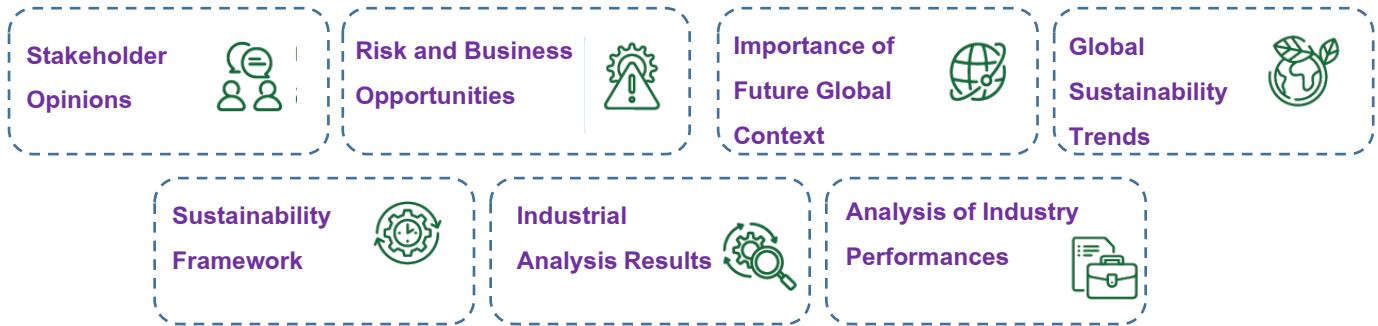 Stakeholder
Opinions
Risk and Business
Opportunities
Importance of
Future Global
Context
Global
Sustainability
Trends
Sustainability
Framework
Industrial
Analysis Results
Analysis of Industry
Performances